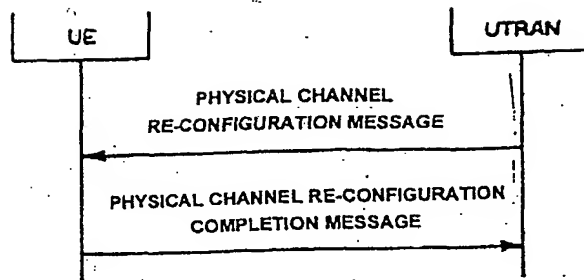 UE
UTRAN
PHYSICAL CHANNEL
RE-CONFIGURATION MESSAGE
PHYSICAL CHANNEL RE-CONFIGURATION
COMPLETION MESSAGE